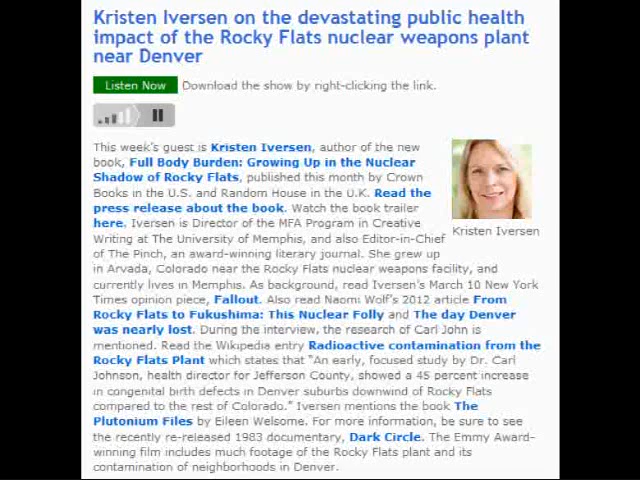 Kristen Iversen on the devastating public health
impact of the Rocky Flats nuclear weapons plant
near Denver
Listen Now Download the show by right-clicking the link.
This week's guest is Kristen Iversen, author of the new
book, Full Body Burden: Growing Up in the Nuclear
Shadow of Rocky Flats, published this month by Crown
Books in the U.S. and Random House in the U.K. Read the
press release about the book. Watch the book trailer
here. Iversen is Director of the MFA Program in Creative
Writing at The University of Memphis, and also Editor-in-Chief
Kristen Iversen
of The Pinch, an award-winning literary journal. She grew up
in Arvada, Colorado near the Rocky Flats nuclear weapons facility, and
currently lives in Memphis. As background, read Iversen's March 10 New York
Times opinion piece, Fallout. Also read Naomi Wolf's 2012 article From
Rocky Flats to Fukushima: This Nuclear Folly and The day Denver
was nearly lost. During the interview, the research of Carl John is
mentioned. Read the Wikipedia entry Radioactive contamination from the
Rocky Flats Plant which states that "An early, focused study by Dr. Carl
Johnson, health director for Jefferson County, showed a 45 percent increase
in congenital birth defects in Denver suburbs downwind of Rocky Flats
compared to the rest of Colorado." Iversen mentions the book The
Plutonium Files by Eileen Welsome. For more information, be sure to see
the recently re-released 1983 documentary, Dark Circle. The Emmy Award-
winning film includes much footage of the Rocky Flats plant and its
contamination of neighborhoods in Denver.